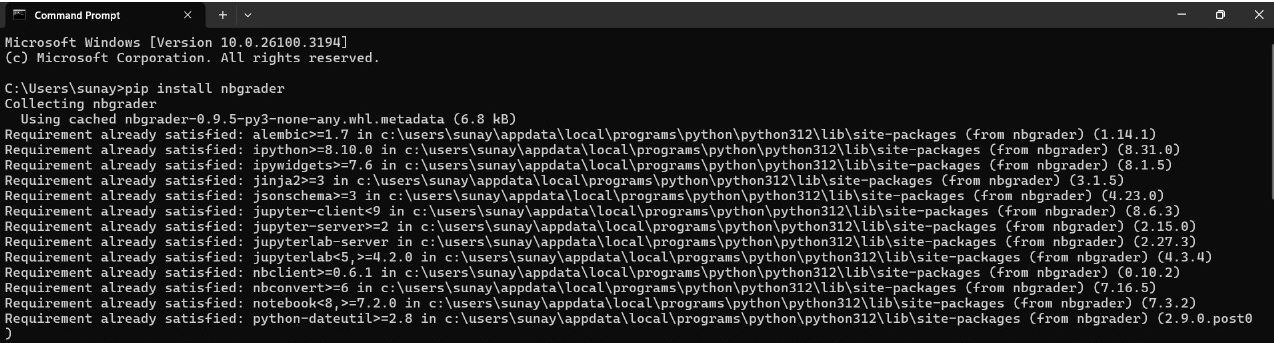 Command Prompt
Microsoft Windows [Version 10.0.26100.3194]
(c) Microsoft Corporation. All rights reserved.
C:\Users\sunay>pip install nbgrader
Collecting nbgrader
  Using cached nbgrader-0.9.5-py3-none-any.whl.metadata (6.8 kB)
Requirement already satisfied: alembic>=1.7 in c:\users\sunay\appdata\local\programs\python\python312\lib\site-packages (from nbgrader) (1.14.1)
Requirement already satisfied: ipython>=8.10.0 in c:\users\sunay\appdata\local\programs\python\python312\lib\site-packages (from nbgrader) (8.31.0)
Requirement already satisfied: ipywidgets>=7.6 in c:\users\sunay\appdata\local\programs\python\python312\lib\site-packages (from nbgrader) (8.1.5)
Requirement already satisfied: jinja2>=3 in c:\users\sunay\appdata\local\programs\python\python312\lib\site-packages (from nbgrader) (3.1.5)
Requirement already satisfied: jsonschema>=3 in c:\users\sunay\appdata\local\programs\python\python312\lib\site-packages (from nbgrader) (4.23.0)
Requirement already satisfied: jupyter-client<9 in c:\users\sunay\appdata\local\programs\python\python312\lib\site-packages (from nbgrader) (8.6.3)
Requirement already satisfied: jupyter-server>=2 in c:\users\sunay\appdata\local\programs\python\python312\lib\site-packages (from nbgrader) (2.15.0)
Requirement already satisfied: jupyterlab-server in c:\users\sunay\appdata\local\programs\python\python312\lib\site-packages (from nbgrader) (2.27.3)
Requirement already satisfied: jupyterlab<5,>=4.2.0 in c:\users\sunay\appdata\local\programs\python\python312\lib\site-packages (from nbgrader) (4.3.4)
Requirement already satisfied: nbclient>=0.6.1 in c:\users\sunay\appdata\local\programs\python\python312\lib\site-packages (from nbgrader) (0.10.2)
Requirement already satisfied: nbconvert>=6 in c:\users\sunay\appdata\local\programs\python\python312\lib\site-packages (from nbgrader) (7.16.5)
Requirement already satisfied: notebook<8,>=7.2.0 in c:\users\sunay\appdata\local\programs\python\python312\lib\site-packages (from nbgrader) (7.3.2)
Requirement already satisfied: python-dateutil>=2.8 in c:\users\sunay\appdata\local\programs\python\python312\lib\site-packages (from nbgrader) (2.9.0.post0
)